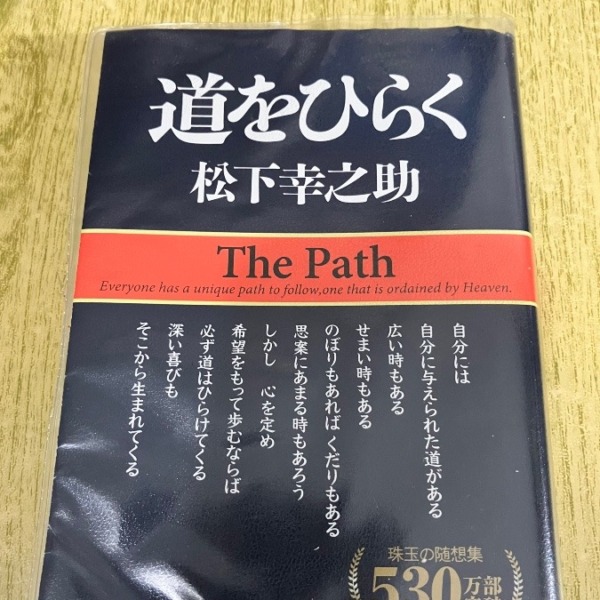 道をひらく
松下幸之助
The Path
Everyone has a unique path to follow,one that is ordained by Heaven.
自分には
自分に与えられた道がある
広い時もある
せまい時もある
のぼりもあれば くだりもある
思案にあまる時もあろう
しかし 心を定め
希望をもって歩むならば
必ず道はひらけてくる
深い喜びも
そこから生まれてくる
珠玉の随想集
530万部